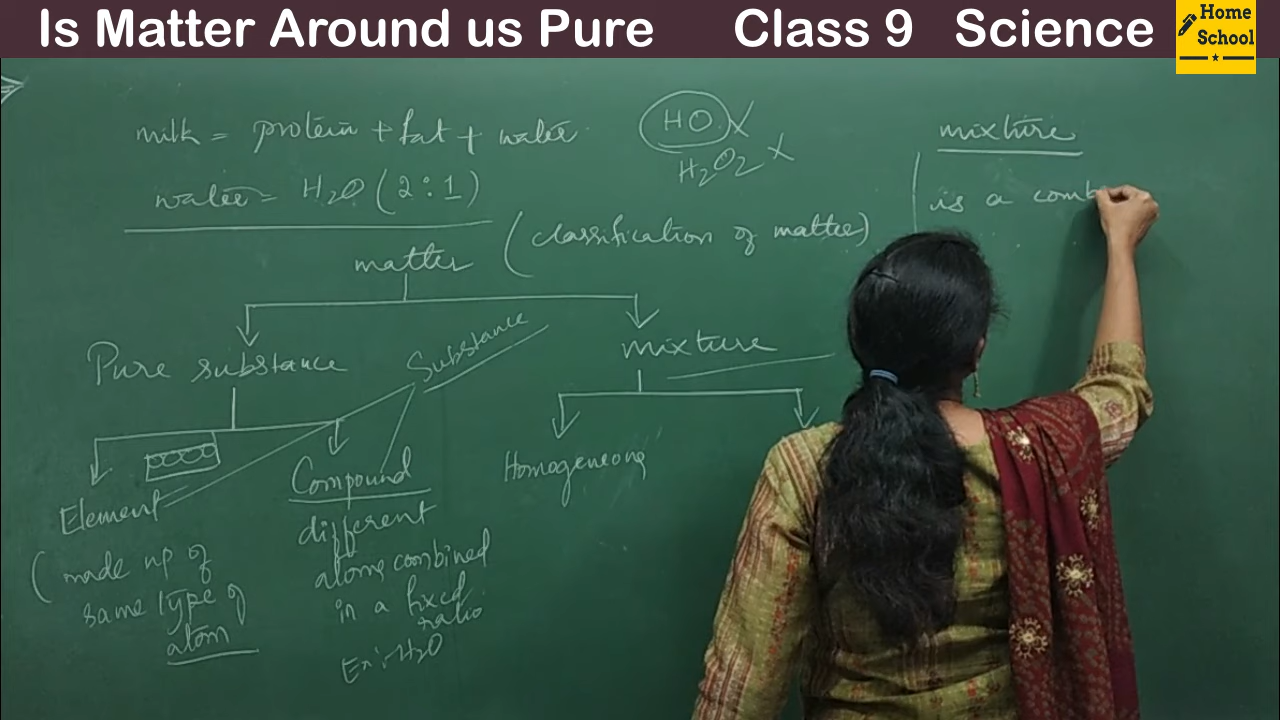 Is Matter Around us Pure Class 9 Science
Home
School
milk = protein + fat + water
water = H2O (2:1)
HO X
H2O2 X
mixture
is a comb
matter (classification of matter)
Pure substance
Substance
mixture
Element
(made up of
same type of
atom
Compound
different
atoms combined
in a fixed
ratio
Ex:- H2O
Homogeneong